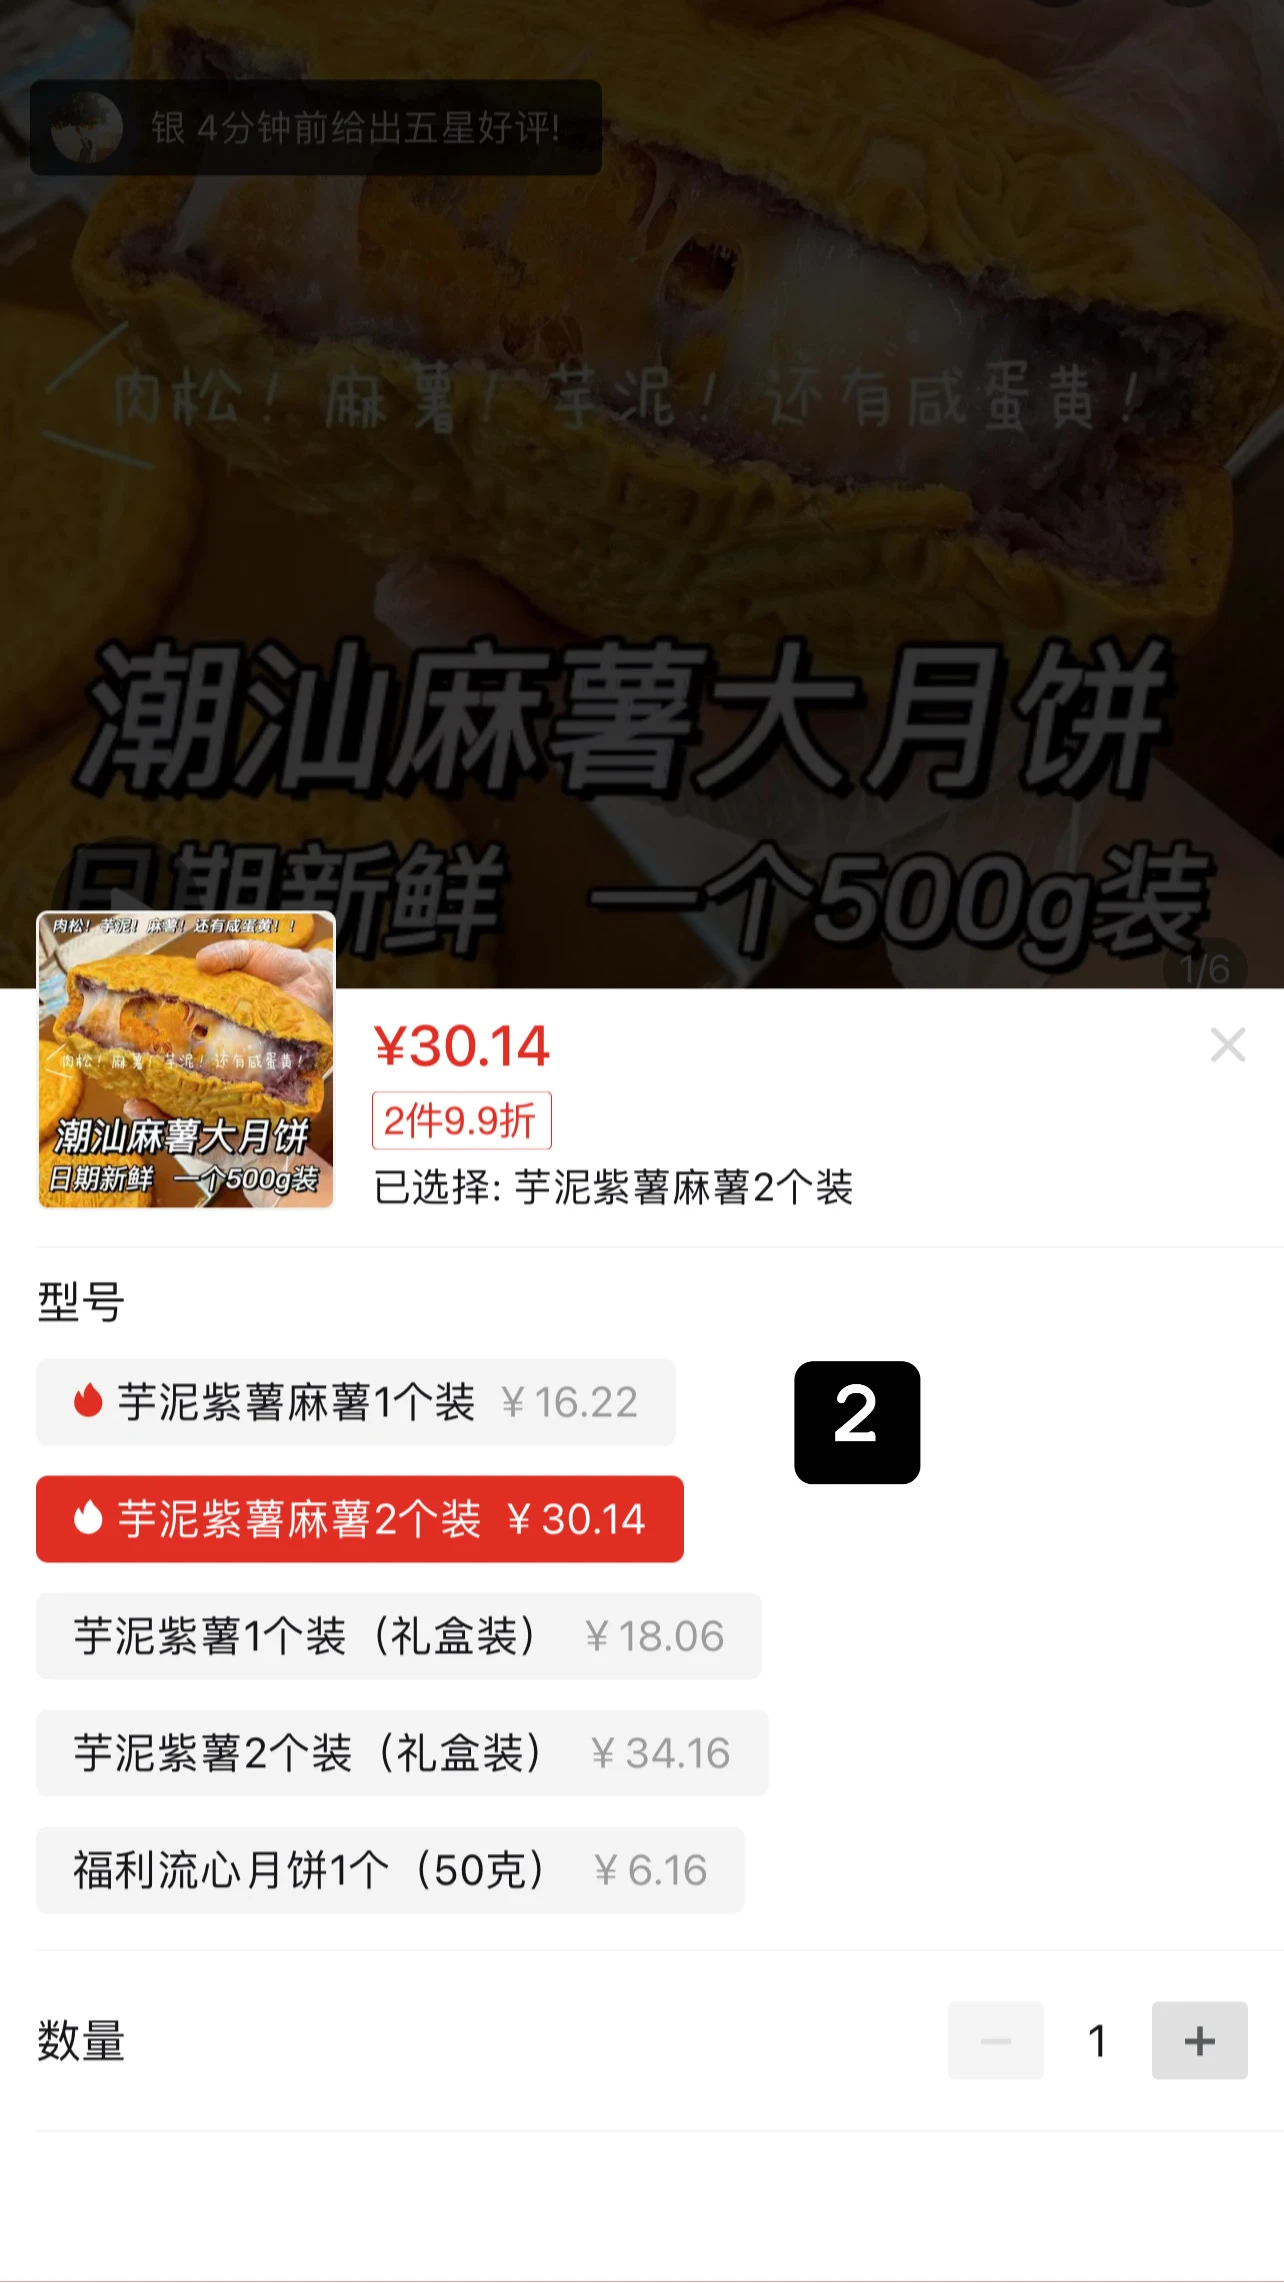 银 4分钟前给出五星好评!
肉松！麻薯！芋泥！还有咸蛋黄！
潮汕麻薯大月饼
日期新鲜 一个500g装
1/6
肉松！芋泥！麻薯！还有咸蛋黄！！
肉松！麻薯！芋泥！还有咸蛋黄！
潮汕麻薯大月饼
日期新鲜 一个500g装
¥30.14
2件9.9折
已选择: 芋泥紫薯麻薯2个装
型号
芋泥紫薯麻薯1个装 ¥16.22
2
芋泥紫薯麻薯2个装 ¥30.14
芋泥紫薯1个装（礼盒装） ¥18.06
芋泥紫薯2个装（礼盒装） ¥34.16
福利流心月饼1个（50克） ¥6.16
数量 1